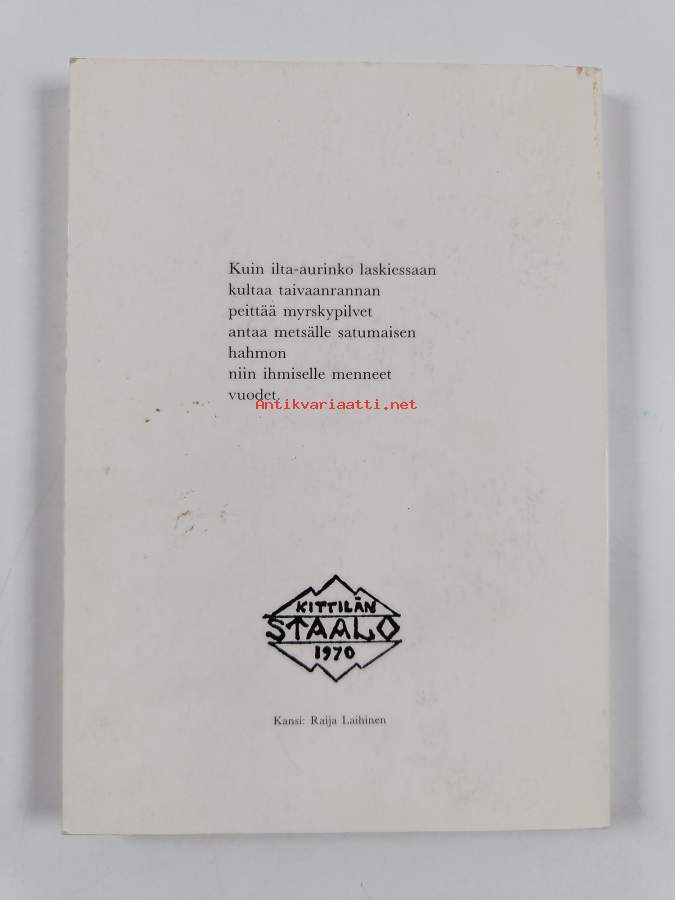 Kuin ilta-aurinko laskiessaan
kultaa taivaanrannan
peittää myrskypilvet
antaa metsälle satumaisen
hahmon
niin ihmiselle menneet
vuodet.
Antikvariaatti.net
KITTILÄN
STAALO
1970
Kansi: Raija Laihinen